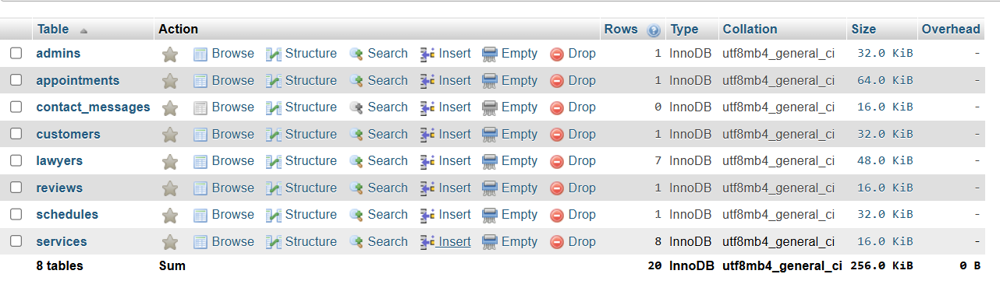 Table Action Rows Type Collation Size Overhead
admins Browse Structure Search Insert Empty Drop 1 InnoDB utf8mb4_general_ci 32.0 KiB -
appointments Browse Structure Search Insert Empty Drop 1 InnoDB utf8mb4_general_ci 64.0 KiB -
contact_messages Browse Structure Search Insert Empty Drop 0 InnoDB utf8mb4_general_ci 16.0 KiB -
customers Browse Structure Search Insert Empty Drop 1 InnoDB utf8mb4_general_ci 32.0 KiB -
lawyers Browse Structure Search Insert Empty Drop 7 InnoDB utf8mb4_general_ci 48.0 KiB -
reviews Browse Structure Search Insert Empty Drop 1 InnoDB utf8mb4_general_ci 16.0 KiB -
schedules Browse Structure Search Insert Empty Drop 1 InnoDB utf8mb4_general_ci 32.0 KiB -
services Browse Structure Search Insert Empty Drop 8 InnoDB utf8mb4_general_ci 16.0 KiB -
8 tables Sum 20 InnoDB utf8mb4_general_ci 256.0 KiB 0 B